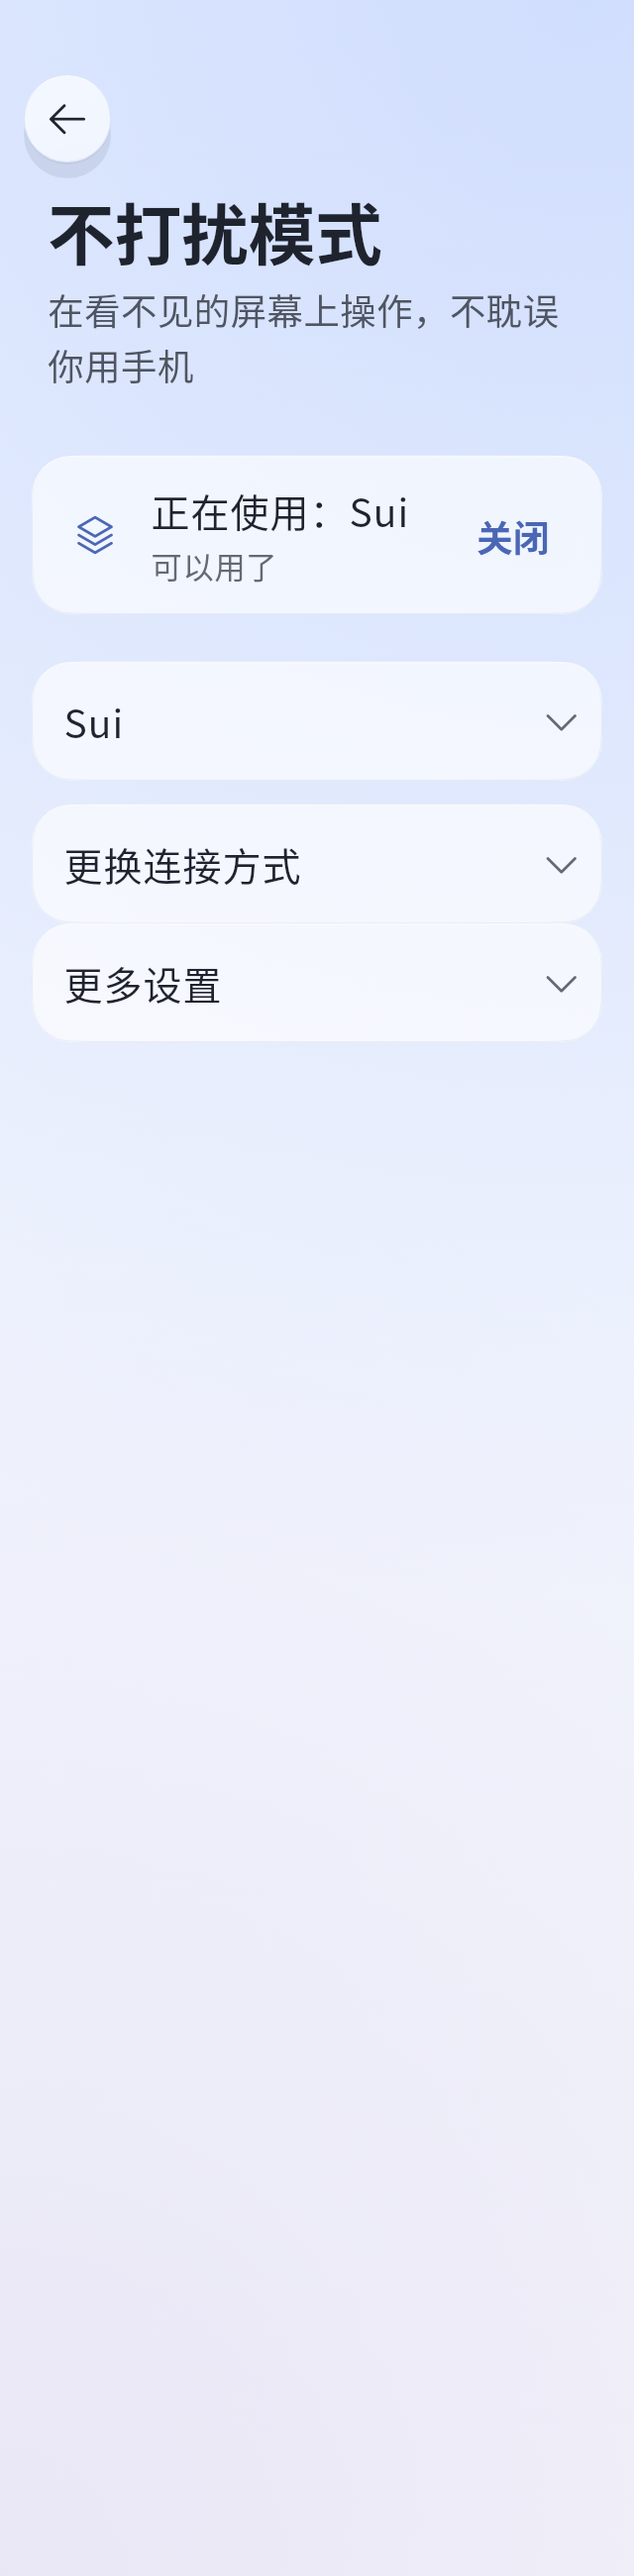 不打扰模式
在看不见的屏幕上操作，不耽误
你用手机
正在使用：Sui
可以用了
关闭
Sui
更换连接方式
更多设置